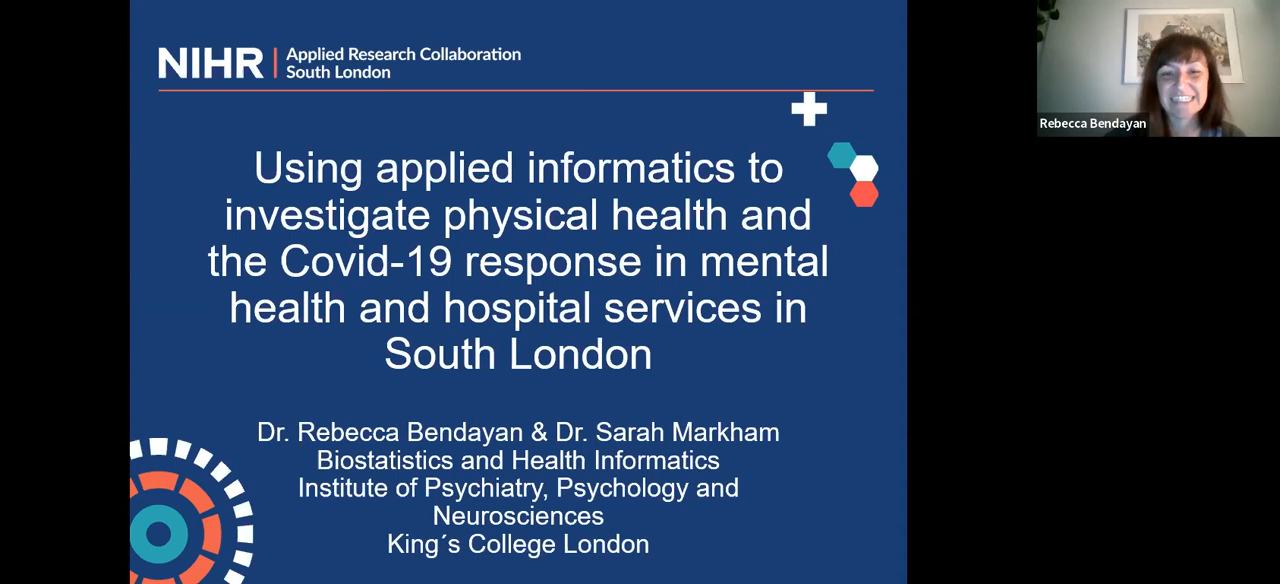 NIHR
Applied Research Collaboration
South London
Using applied informatics to
investigate physical health and
the Covid-19 response in mental
health and hospital services in
South London
Dr. Rebecca Bendayan & Dr. Sarah Markham
Biostatistics and Health Informatics
Institute of Psychiatry, Psychology and
Neurosciences
King´s College London
Rebecca Bendayan